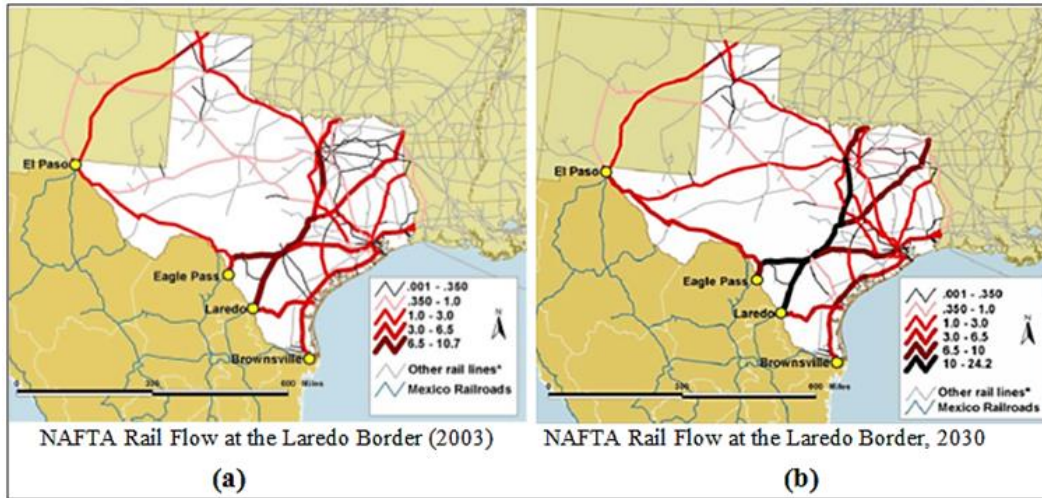 El Paso
Eagle Pass
Laredo
Brownsville
.001 - .350
.350 - 1.0
1.0 - 3.0
3.0 - 6.5
6.5 - 10.7
N
Other rail lines*
Mexico Railroads
0
300
600 Miles
NAFTA Rail Flow at the Laredo Border (2003)
(a)
El Paso
Eagle Pass
Laredo
Brownsville
.001 - .350
.350 - 1.0
1.0 - 3.0
3.0 - 6.5
6.5 - 10
10 - 24.2
N
Other rail lines*
Mexico Railroads
0
300
600 Miles
NAFTA Rail Flow at the Laredo Border, 2030
(b)